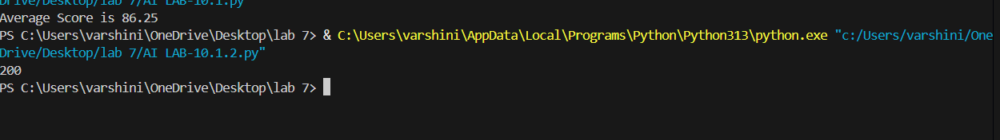 Drive/Desktop/lab 7/AI LAB-10.1.py"
Average Score is 86.25
PS C:\Users\varshini\OneDrive\Desktop\lab 7> & C:\Users\varshini\AppData\Local\Programs\Python\Python313\python.exe "c:/Users/varshini/One
Drive/Desktop/lab 7/AI LAB-10.1.2.py"
200
PS C:\Users\varshini\OneDrive\Desktop\lab 7>